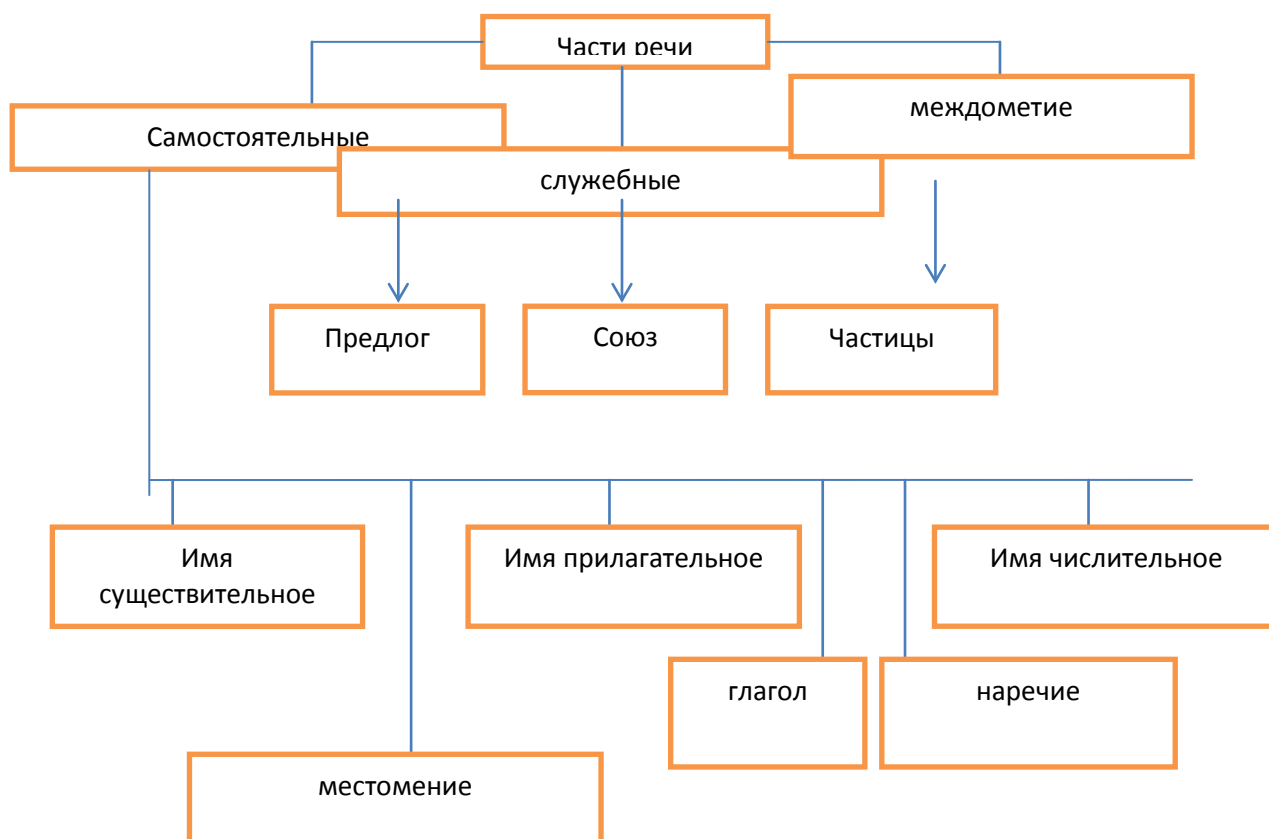 Части речи
междометие
Самостоятельные
служебные
Предлог
Союз
Частицы
Имя
существительное
Имя прилагательное
Имя числительное
глагол
наречие
местомение